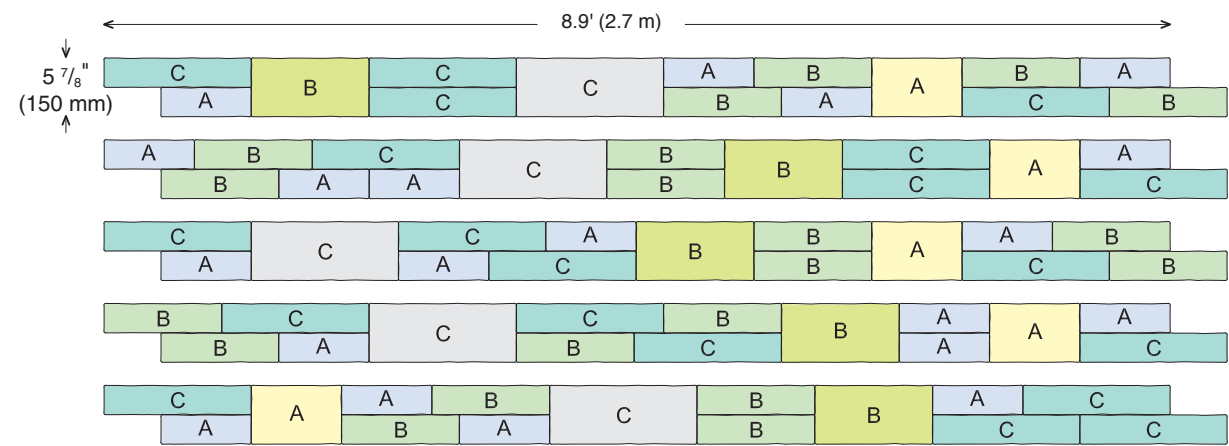 8.9' (2.7 m)
5 7/8"
(150 mm)
C B C C A B A B A
A C B A C B
A B C C B B C A A
B A A B C C
C C C A B B A A B
A A C B C B
B C C C B B A A A
B A B C A C
C A A B C B B A C
A B A B C C